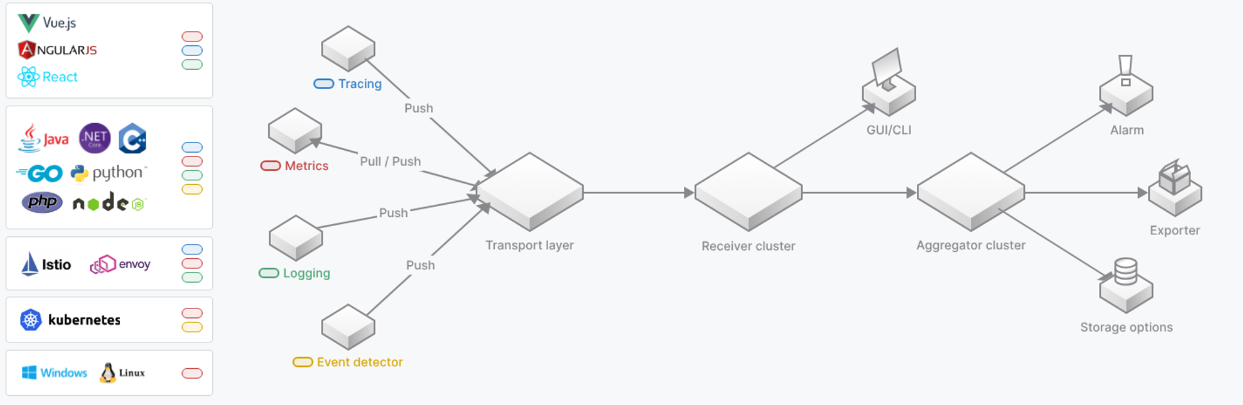 Vue.js
ANGULARJS
React
Java
.NET
Core
C++
GO
python
php
node
JS
Istio
envoy
kubernetes
Windows
Linux
Tracing
Push
Metrics
Pull / Push
Logging
Push
Push
Event detector
Transport layer
Receiver cluster
GUI/CLI
Aggregator cluster
Alarm
Exporter
Storage options